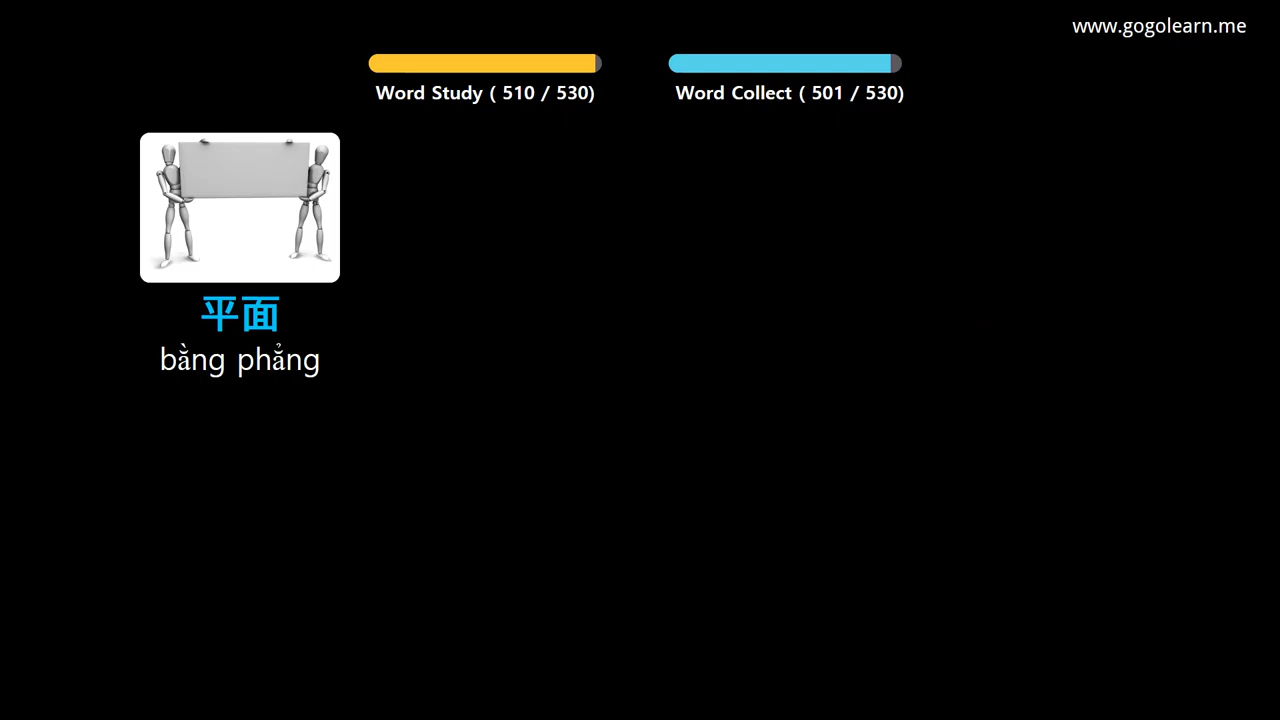 www.gogolearn.me
Word Study ( 510 / 530)
Word Collect ( 501 / 530)
平面
bằng phẳng